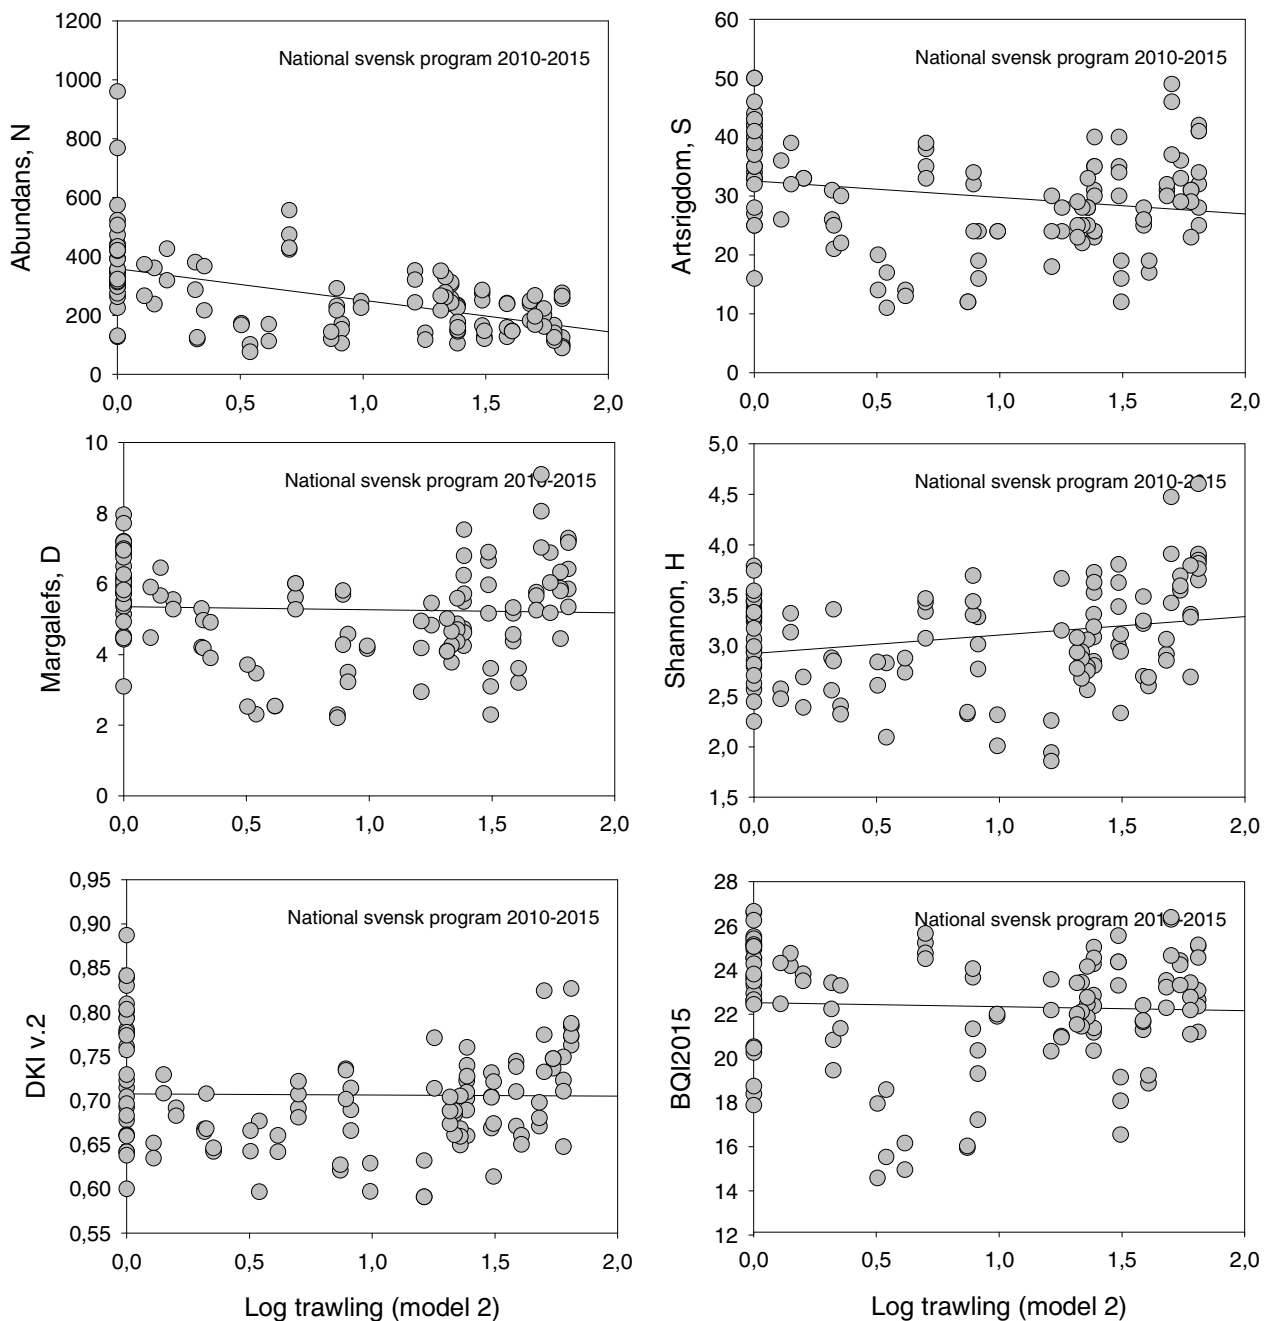 1200
1000
800
600
400
200
0
Abundans, N
National svensk program 2010-2015
0,0 0,5 1,0 1,5 2,0
60
50
40
30
20
10
0
Artsrigdom, S
National svensk program 2010-2015
0,0 0,5 1,0 1,5 2,0
10
8
6
4
2
0
Margalefs, D
National svensk program 2010-2015
0,0 0,5 1,0 1,5 2,0
5,0
4,5
4,0
3,5
3,0
2,5
2,0
1,5
Shannon, H
National svensk program 2010-2015
0,0 0,5 1,0 1,5 2,0
0,95
0,90
0,85
0,80
0,75
0,70
0,65
0,60
0,55
DKI v.2
National svensk program 2010-2015
0,0 0,5 1,0 1,5 2,0
Log trawling (model 2)
28
26
24
22
20
18
16
14
12
BQI2015
National svensk program 2010-2015
0,0 0,5 1,0 1,5 2,0
Log trawling (model 2)